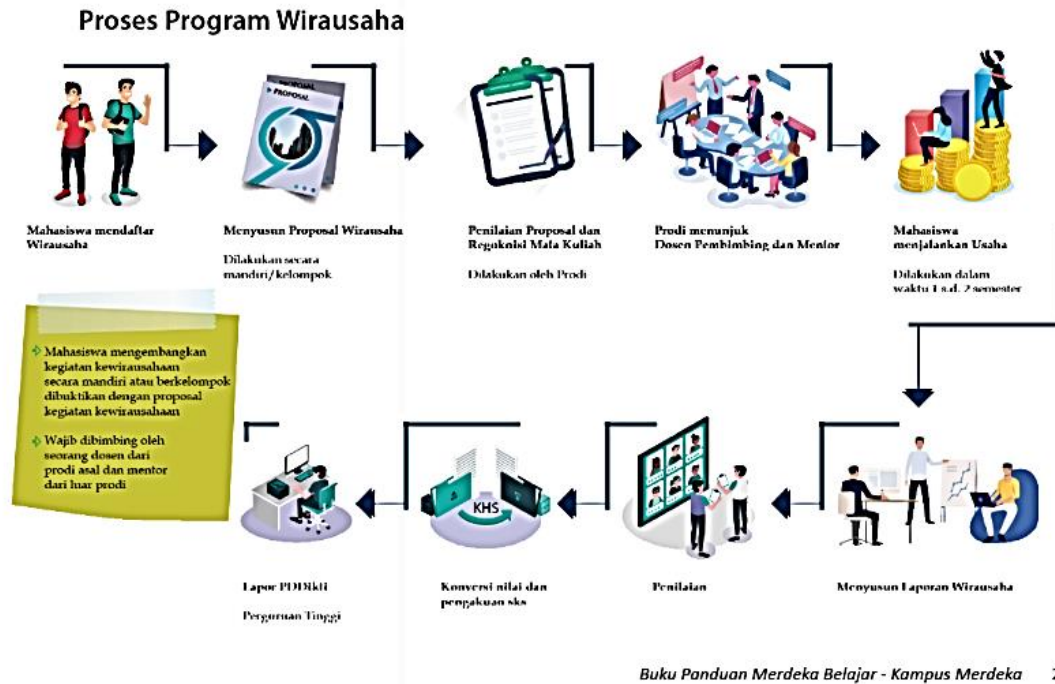 Proses Program Wirausaha
PROPOSAL
PROPOSAL
Mahasiswa mendaftar
Wirausaha
Menyusun Proposal Wirausaha
Dilakukan secara
mandiri/kelompok
Penilaian Proposal dan
Regoknisi Mata Kuliah
Dilakukan oleh Prodi
Prodi menunjuk
Dosen Pembimbing dan Mentor
Mahasiswa
menjalankan Usaha
Dilakukan dalam
waktu 1 s.d. 2 semester
Mahasiswa mengembangkan
kegiatan kewirausahaan
secara mandiri atau berkelompok
dibuktikan dengan proposal
kegiatan kewirausahaan
Wajib dibimbing oleh
seorang dosen dari
prodi asal dan mentor
dari luar prodi
KHS
Lapor PDDikti
Perguruan Tinggi
Konversi nilai dan
pengakuan sks
Penilaian
Menyusun Laporan Wirausaha
Buku Panduan Merdeka Belajar - Kampus Merdeka